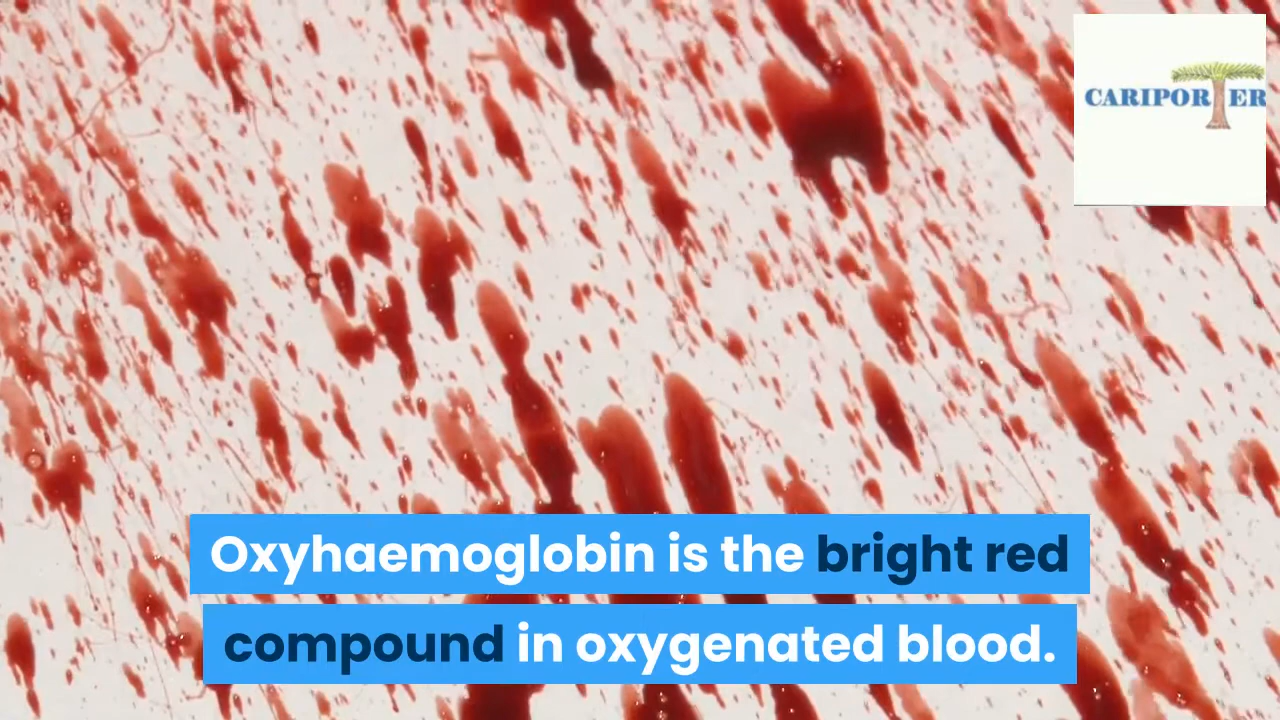 CARIPORTER
Oxyhaemoglobin is the bright red
compound in oxygenated blood.